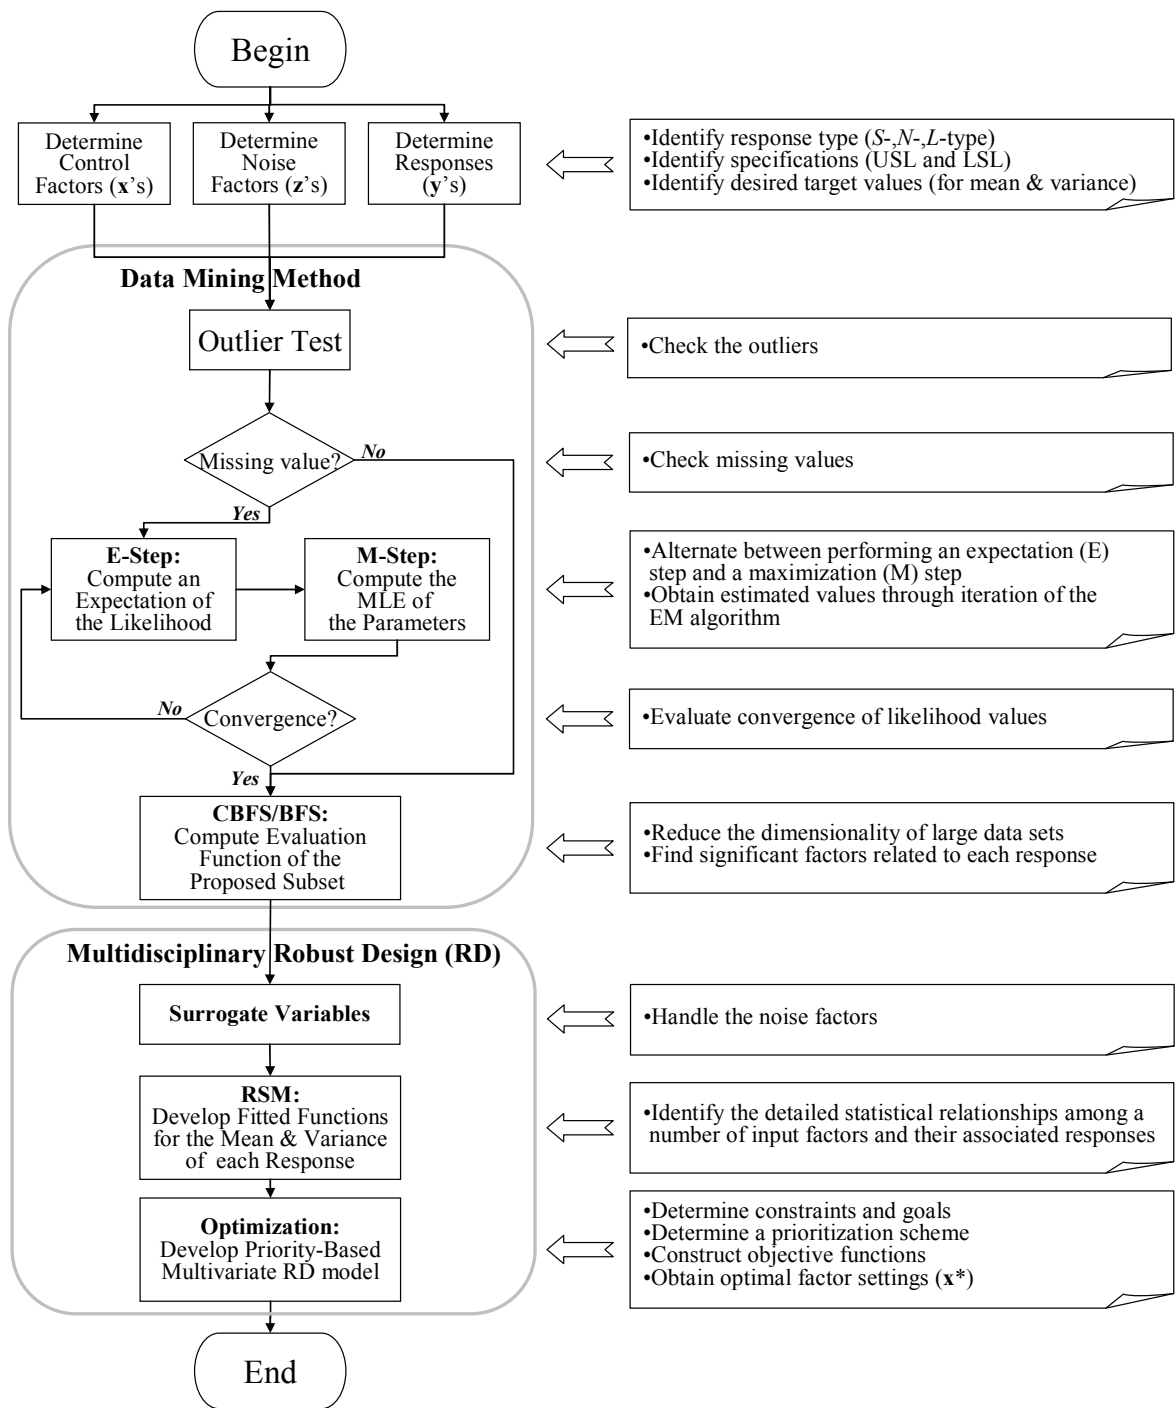 Begin
Determine
Control
Factors (x's)
Determine
Noise
Factors (z's)
Determine
Responses
(y's)
•Identify response type (S-,N-,L-type)
•Identify specifications (USL and LSL)
•Identify desired target values (for mean & variance)
Data Mining Method
Outlier Test
•Check the outliers
Missing value?
No
Yes
•Check missing values
E-Step:
Compute an
Expectation of
the Likelihood
M-Step:
Compute the
MLE of
the Parameters
•Alternate between performing an expectation (E)
step and a maximization (M) step
•Obtain estimated values through iteration of the
EM algorithm
No
Convergence?
Yes
•Evaluate convergence of likelihood values
CBFS/BFS:
Compute Evaluation
Function of the
Proposed Subset
•Reduce the dimensionality of large data sets
•Find significant factors related to each response
Multidisciplinary Robust Design (RD)
Surrogate Variables
•Handle the noise factors
RSM:
Develop Fitted Functions
for the Mean & Variance
of each Response
•Identify the detailed statistical relationships among a
number of input factors and their associated responses
Optimization:
Develop Priority-Based
Multivariate RD model
•Determine constraints and goals
•Determine a prioritization scheme
•Construct objective functions
•Obtain optimal factor settings (x*)
End